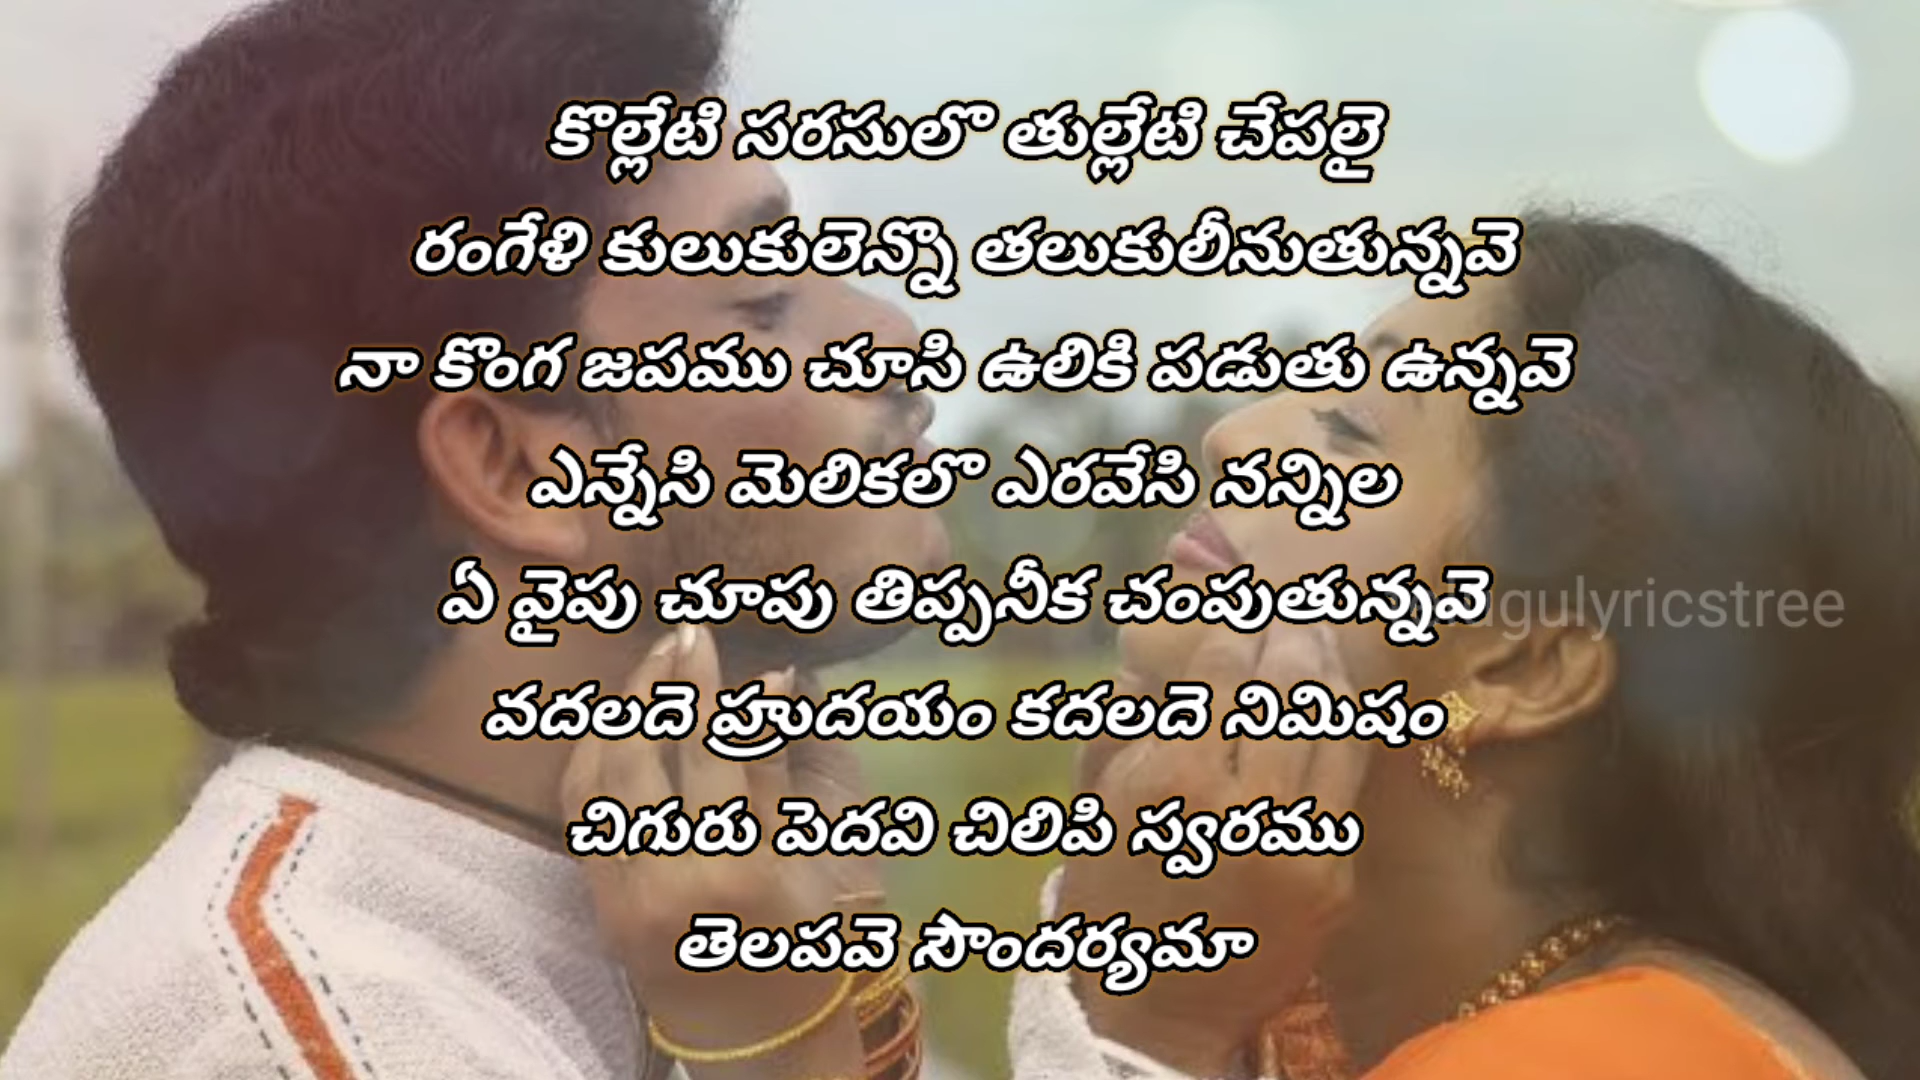 కొల్లేటి సరసులొ తుల్లేటి చేపలై
రంగేళి కులుకులెన్నొ తలుకులీనుతున్నవె
నా కొంగ జపము చూసి ఉలికి పడుతు ఉన్నవె
ఎన్నేసి మెలికలొ ఎరవేసి నన్నిల
ఏ వైపు చూపు తిప్పనీక చంపుతున్నవె
వదలదె హ్రుదయం కదలదె నిమిషం
చిగురు పెదవి చిలిపి స్వరము
తెలపవె సౌందర్యమా